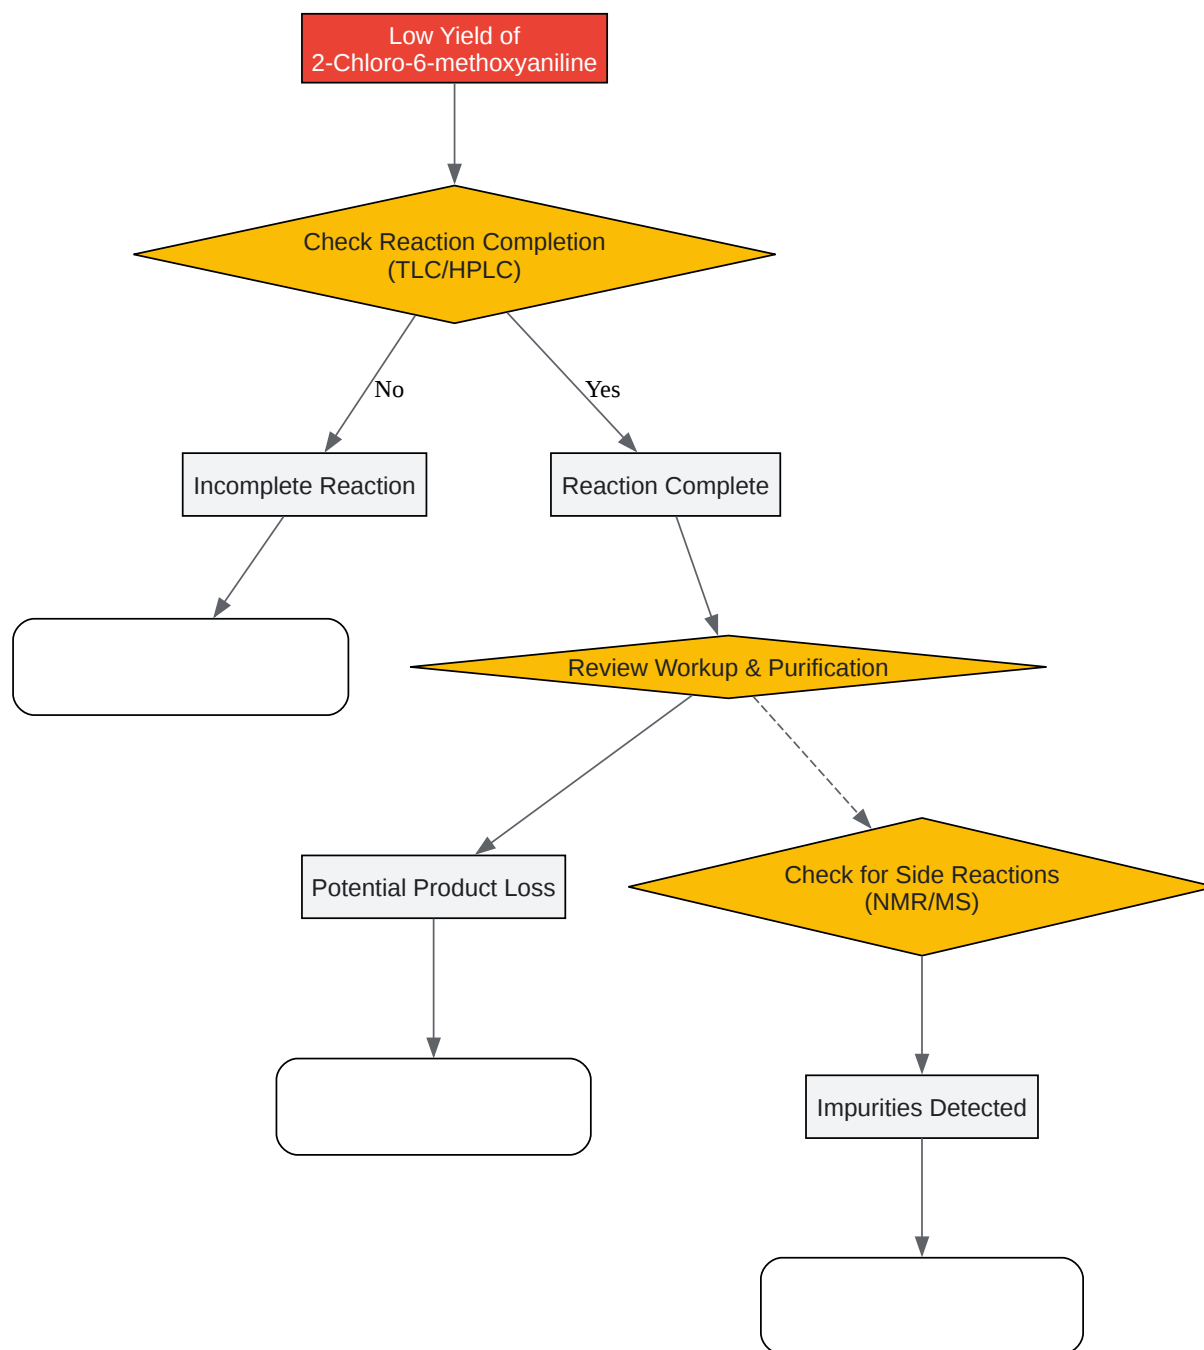 Low Yield of
2-Chloro-6-methoxyaniline
Check Reaction Completion
(TLC/HPLC)
No
Yes
Incomplete Reaction
Reaction Complete
Review Workup & Purification
Potential Product Loss
Check for Side Reactions
(NMR/MS)
Impurities Detected